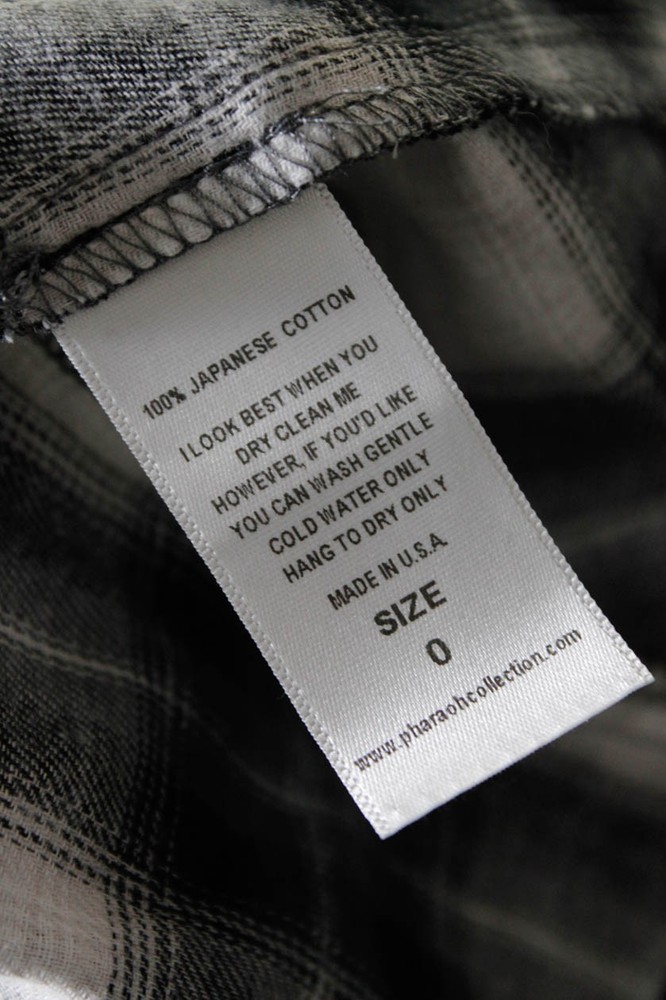 100% JAPANESE COTTON
I LOOK BEST WHEN YOU
DRY CLEAN ME
HOWEVER, IF YOU'D LIKE
YOU CAN WASH GENTLE
COLD WATER ONLY
HANG TO DRY ONLY
MADE IN U.S.A.
SIZE
0
www.pharaohcollection.com